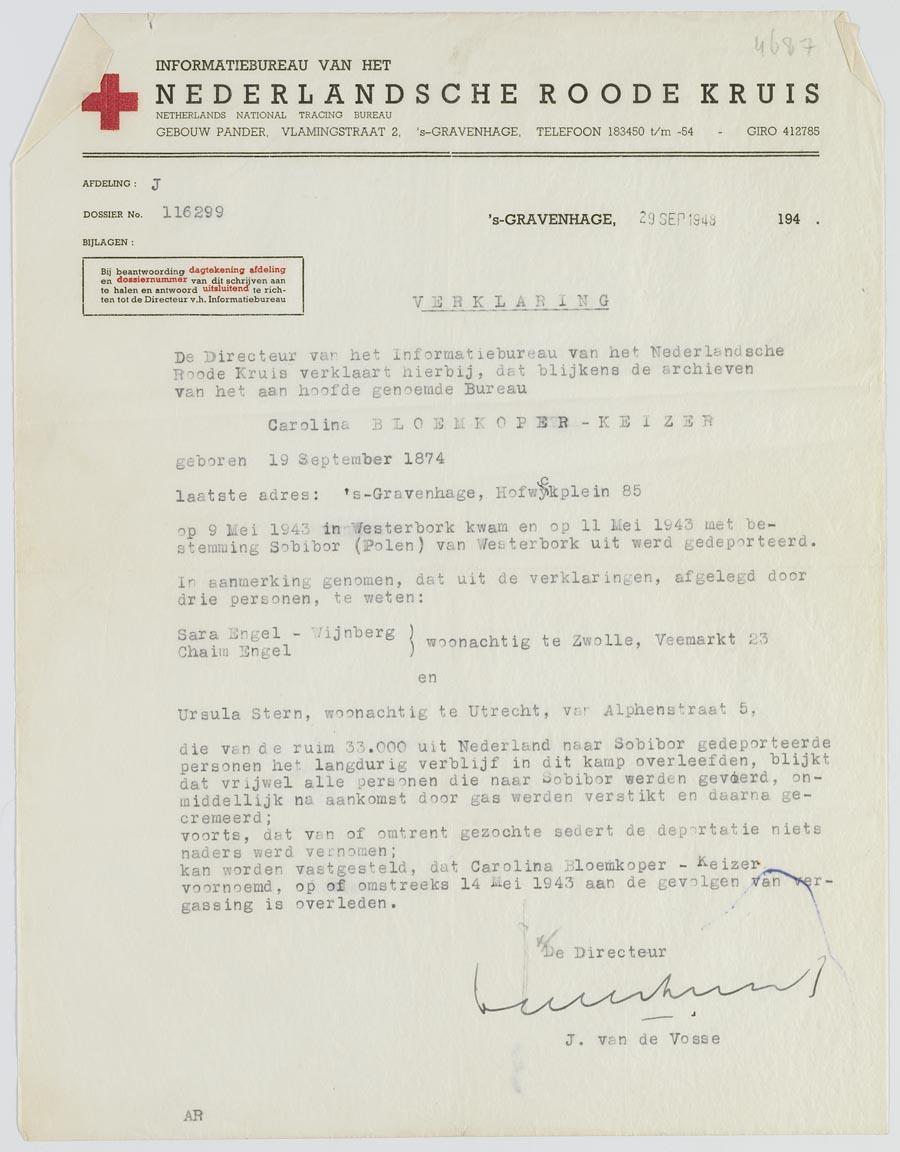 4687
INFORMATIEBUREAU VAN HET
NEDERLANDSCHE ROODE KRUIS
NETHERLANDS NATIONAL TRACING BUREAU
GEBOUW PANDER, VLAMINGSTRAAT 2, 's-GRAVENHAGE, TELEFOON 183450 t/m -54 - GIRO 412785
AFDELING : J
DOSSIER No. 116299
's-GRAVENHAGE, 29 SEP 1948 194 .
BIJLAGEN :
Bij beantwoording dagtekening afdeling
en dossiernummer van dit schrijven aan
te halen en antwoord uitsluitend te rich-
ten tot de Directeur v.h. Informatiebureau
VERKLARING
De Directeur van het Informatiebureau van het Nederlandsche
Roode Kruis verklaart hierbij, dat blijkens de archieven
van het aan hoofde genoemde Bureau
Carolina BLOEMKOPER-KEIZER
geboren 19 September 1874
laatste adres: 's-Gravenhage, Hofwyckplein 85
op 9 Mei 1943 in Westerbork kwam en op 11 Mei 1943 met be-
stemming Sobibor (Polen) van Westerbork uit werd gedeporteerd.
In aanmerking genomen, dat uit de verklaringen, afgelegd door
drie personen, te weten:
Sara Engel - Wijnberg
Chaim Engel
) woonachtig te Zwolle, Veemarkt 23
en
Ursula Stern, woonachtig te Utrecht, van Alphenstraat 5,
die van de ruim 33.000 uit Nederland naar Sobibor gedeporteerde
personen het langdurig verblijf in dit kamp overleefden, blijkt
dat vrijwel alle personen die naar Sobibor werden gevoerd, on-
middellijk na aankomst door gas werden verstikt en daarna ge-
cremeerd;
voorts, dat van of omtrent gezochte sedert de deportatie niets
naders werd vernomen;
kan worden vastgesteld, dat Carolina Bloemkoper - Keizer
voornoemd, op of omstreeks 14 Mei 1943 aan de gevolgen van ver-
gassing is overleden.
De Directeur
J. van de Vosse
AR